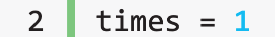 2 times = 1